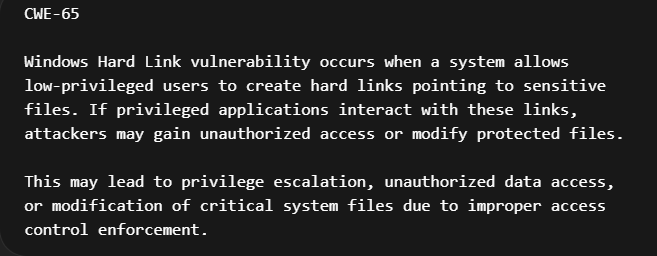 CWE-65
Windows Hard Link vulnerability occurs when a system allows
low-privileged users to create hard links pointing to sensitive
files. If privileged applications interact with these links,
attackers may gain unauthorized access or modify protected files.
This may lead to privilege escalation, unauthorized data access,
or modification of critical system files due to improper access
control enforcement.